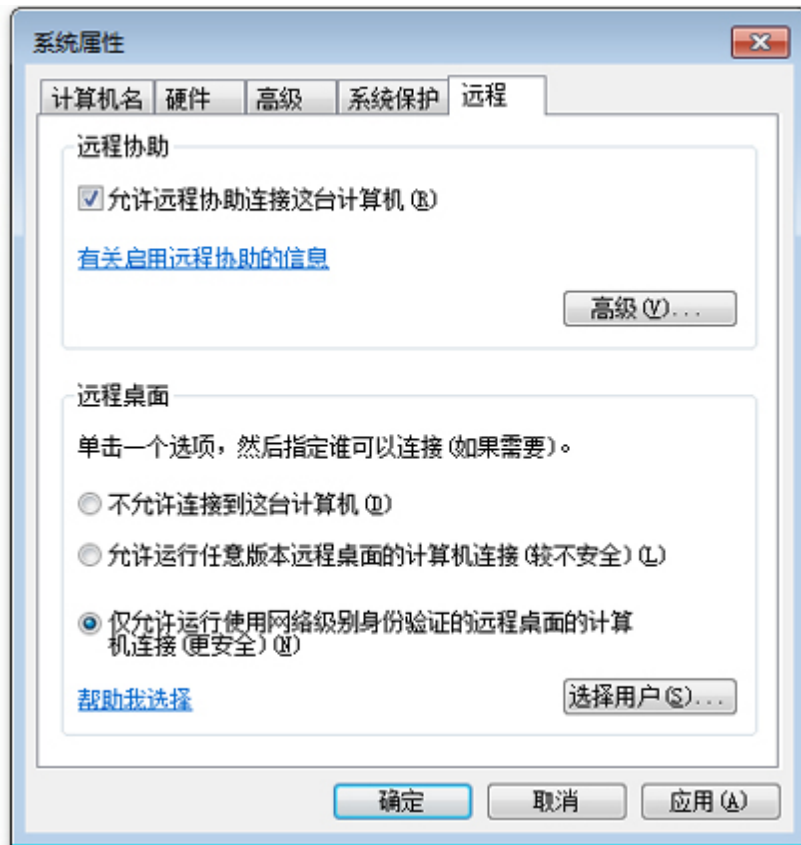 系统属性
计算机名 硬件 高级 系统保护 远程
远程协助
允许远程协助连接这台计算机(R)
有关启用远程协助的信息
高级(V)...
远程桌面
单击一个选项，然后指定谁可以连接(如果需要)。
不允许连接到这台计算机(D)
允许运行任意版本远程桌面的计算机连接(较不安全)(L)
仅允许运行使用网络级别身份验证的远程桌面的计算
机连接(更安全)(N)
帮助我选择 选择用户(S)...
确定 取消 应用(A)